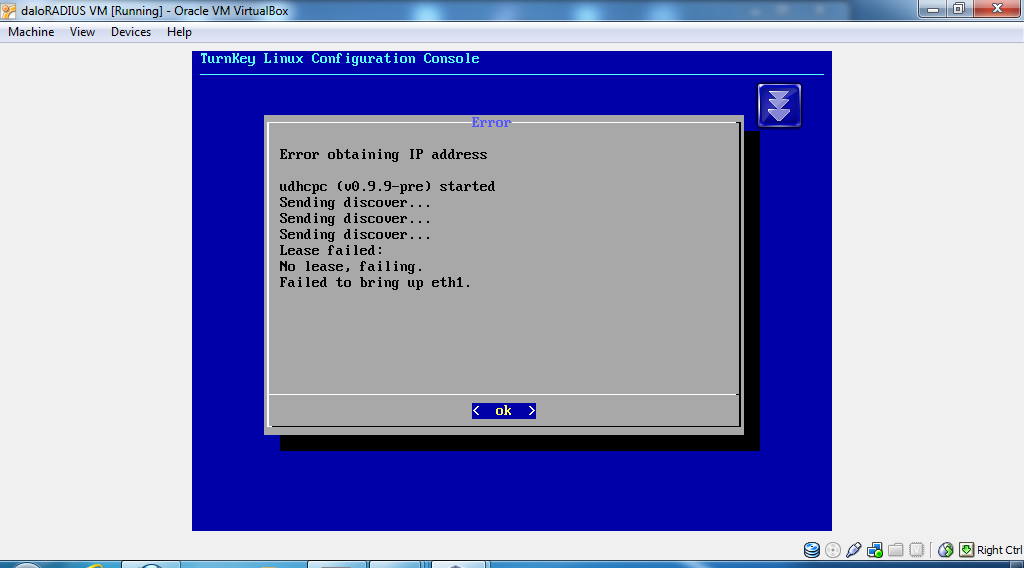 daloRADIUS VM [Running] - Oracle VM VirtualBox
Machine View Devices Help
TurnKey Linux Configuration Console
Error
Error obtaining IP address
udhcpc (v0.9.9-pre) started
Sending discover...
Sending discover...
Sending discover...
Lease failed:
No lease, failing.
Failed to bring up eth1.
< ok >
Right Ctrl